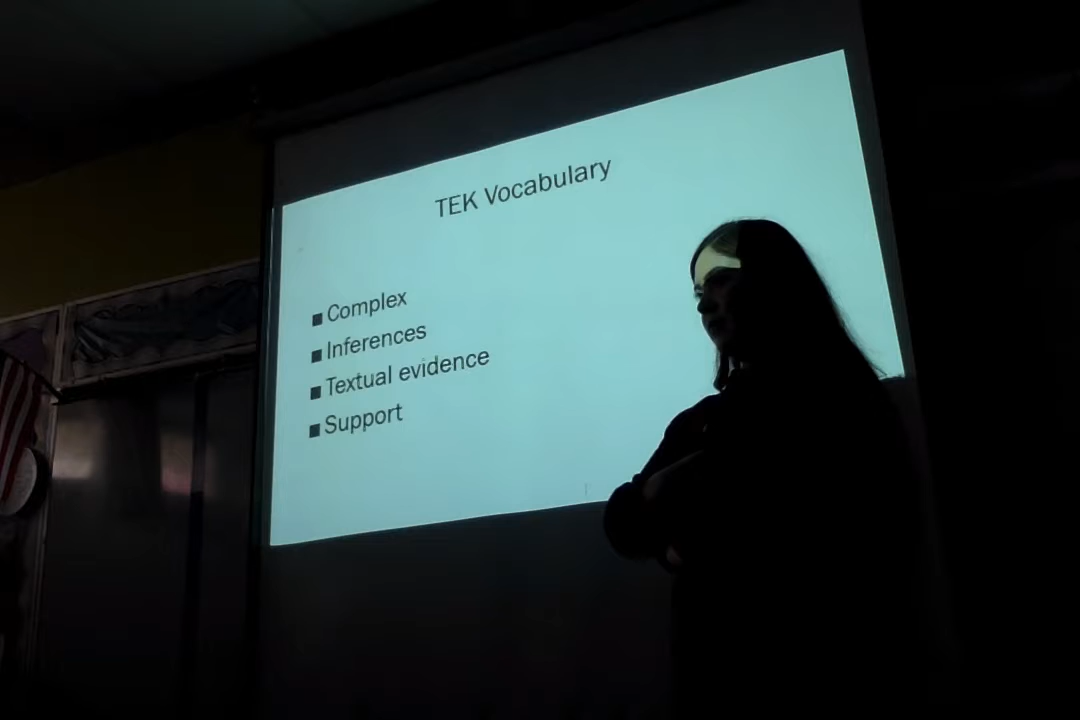 TEK Vocabulary
Complex
Inferences
Textual evidence
Support